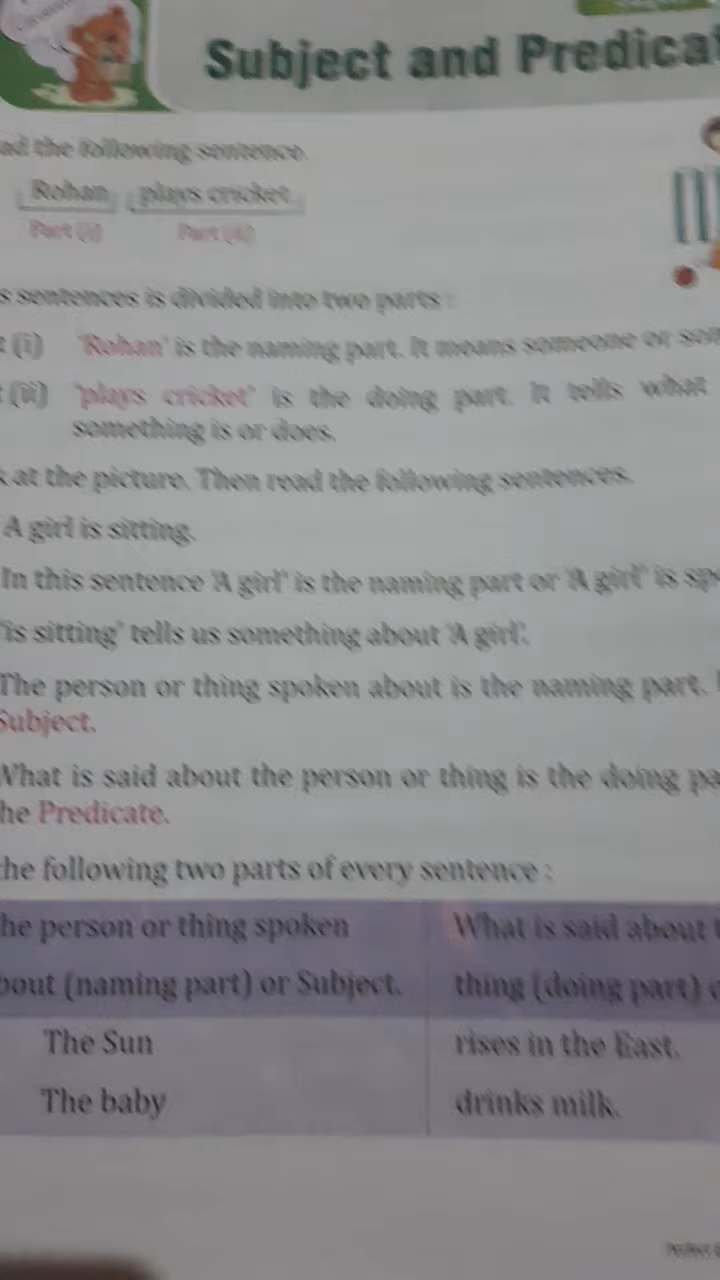 Subject and Predica
ad the following sentence.
Rohan plays cricket
Part (i) Part (ii)
s sentences is divided into two parts :
(i) 'Rohan' is the naming part. It means someone or
(ii) 'plays cricket' is the doing part. It tells what
something is or does.
at the picture. Then read the following sentences.
A girl is sitting.
In this sentence 'A girl' is the naming part or 'A girl' is sp
'is sitting' tells us something about 'A girl'.
The person or thing spoken about is the naming part.
Subject.
What is said about the person or thing is the doing pa
he Predicate.
the following two parts of every sentence :
he person or thing spoken What is said about
bout (naming part) or Subject. thing (doing part)
The Sun rises in the East.
The baby drinks milk.